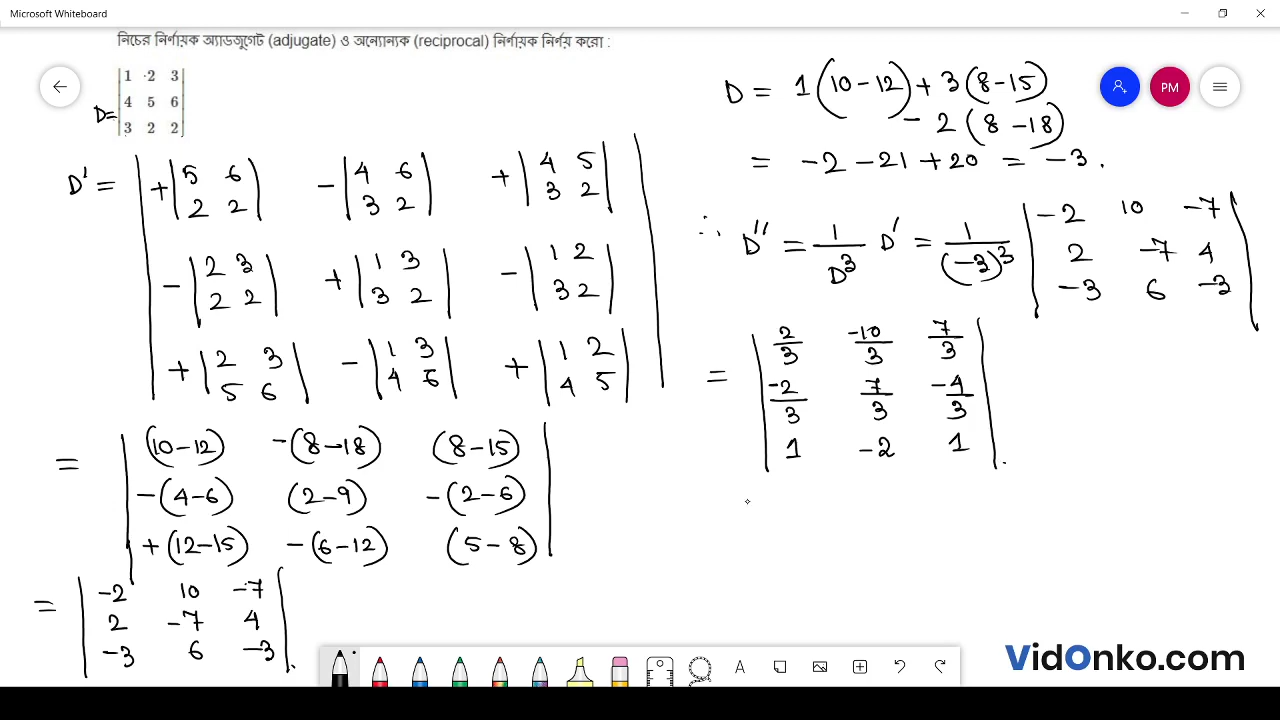 Microsoft Whiteboard
নিচের নির্ণায়ক অ্যাডজুগেট (adjugate) ও অন্যোন্যক (reciprocal) নির্ণায়ক নির্ণয় করো :
D= | 1 -2 3 |
| 4 5 6 |
| 3 2 2 |
D' = | +|5 6; 2 2| -|4 6; 3 2| +|4 5; 3 2| |
| -|2 3; 2 2| +|1 3; 3 2| -|1 2; 3 2| |
| +|2 3; 5 6| -|1 3; 4 6| +|1 2; 4 5| |
= | (10-12) -(8-18) (8-15) |
| -(4-6) (2-9) -(2-6) |
| +(12-15) -(6-12) (5-8) |
= | -2 10 -7 |
| 2 -7 4 |
| -3 6 -3 | .
D = 1(10-12) + 3(8-15)
- 2(8-18)
= -2 -21 +20 = -3 .
∴ D'' = 1/D³ D' = 1/(-3)³ | -2 10 -7 |
| 2 -7 4 |
| -3 6 -3 |
= | 2/3 -10/3 7/3 |
| -2/3 7/3 -4/3 |
| 1 -2 1 | .
PM
A
VidOnko.com